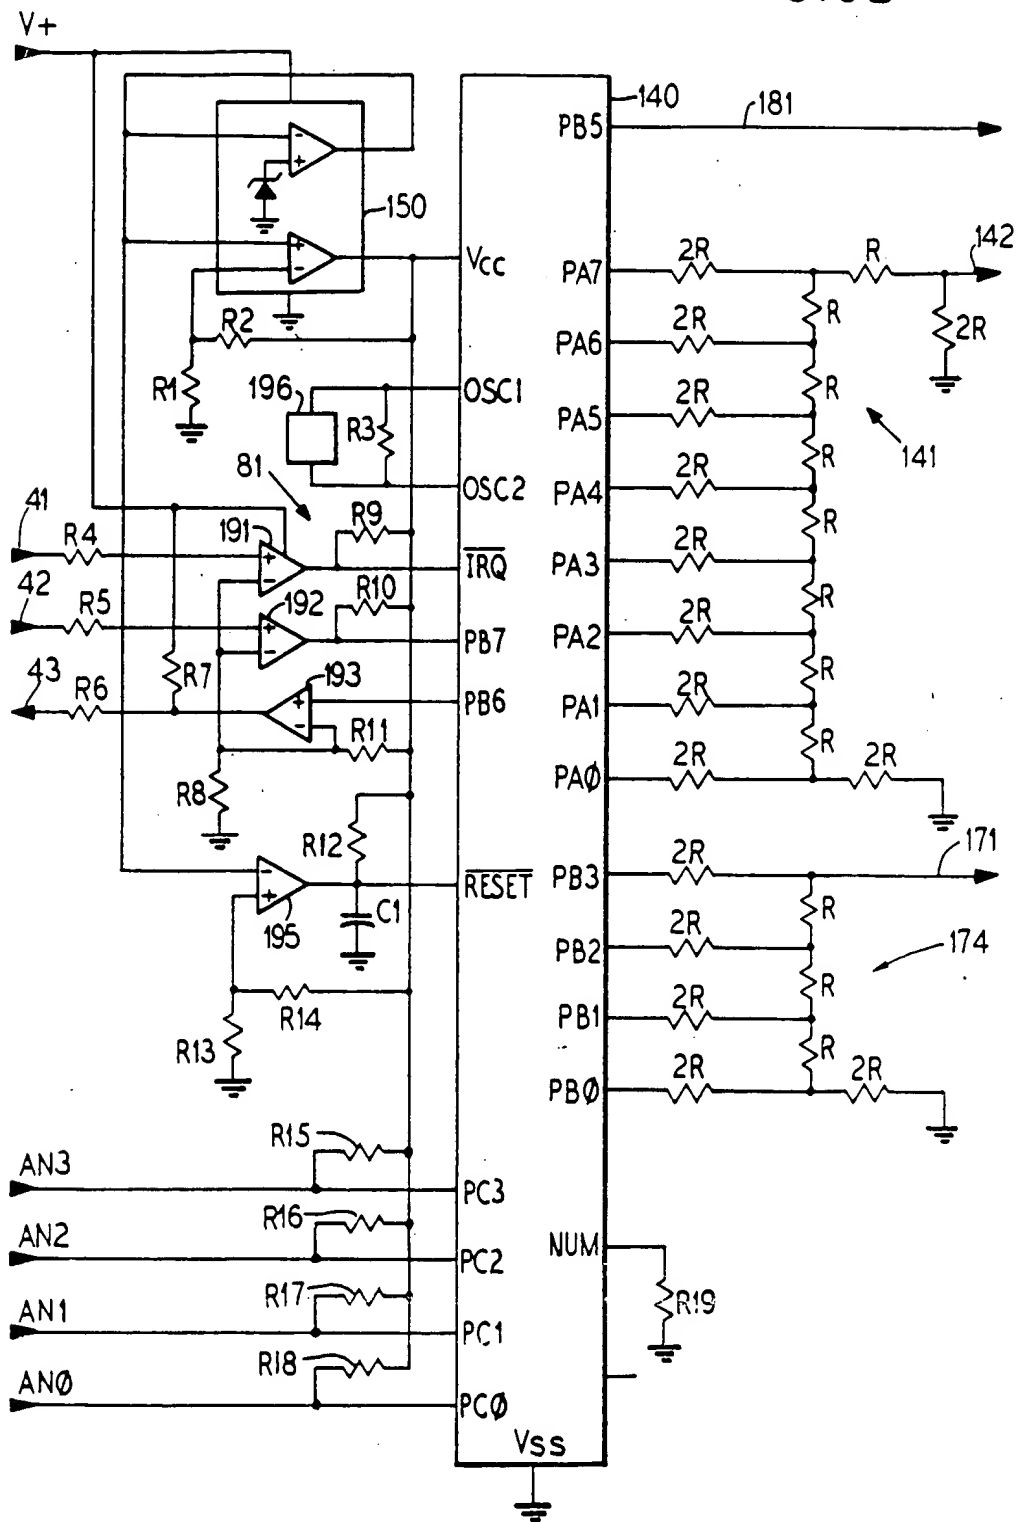 V+
140
PB5
181
150
VCC
PA7
2R
R
142
R2
R
2R
PA6
2R
R1
196
OSC1
R3
R
PA5
2R
141
81
OSC2
R
PA4
2R
41
R4
191
R9
IRQ
R
PA3
2R
42
R5
192
R10
PB7
R
PA2
2R
43
R6
R7
193
PB6
R
PA1
2R
R11
R
PAØ
2R
2R
R8
R12
RESET
PB3
2R
171
195
C1
R
PB2
2R
174
R14
R
R13
PB1
2R
R
PBØ
2R
2R
AN3
R15
PC3
AN2
R16
PC2
NUM
AN1
R17
PC1
R19
ANØ
R18
PCØ
VSS